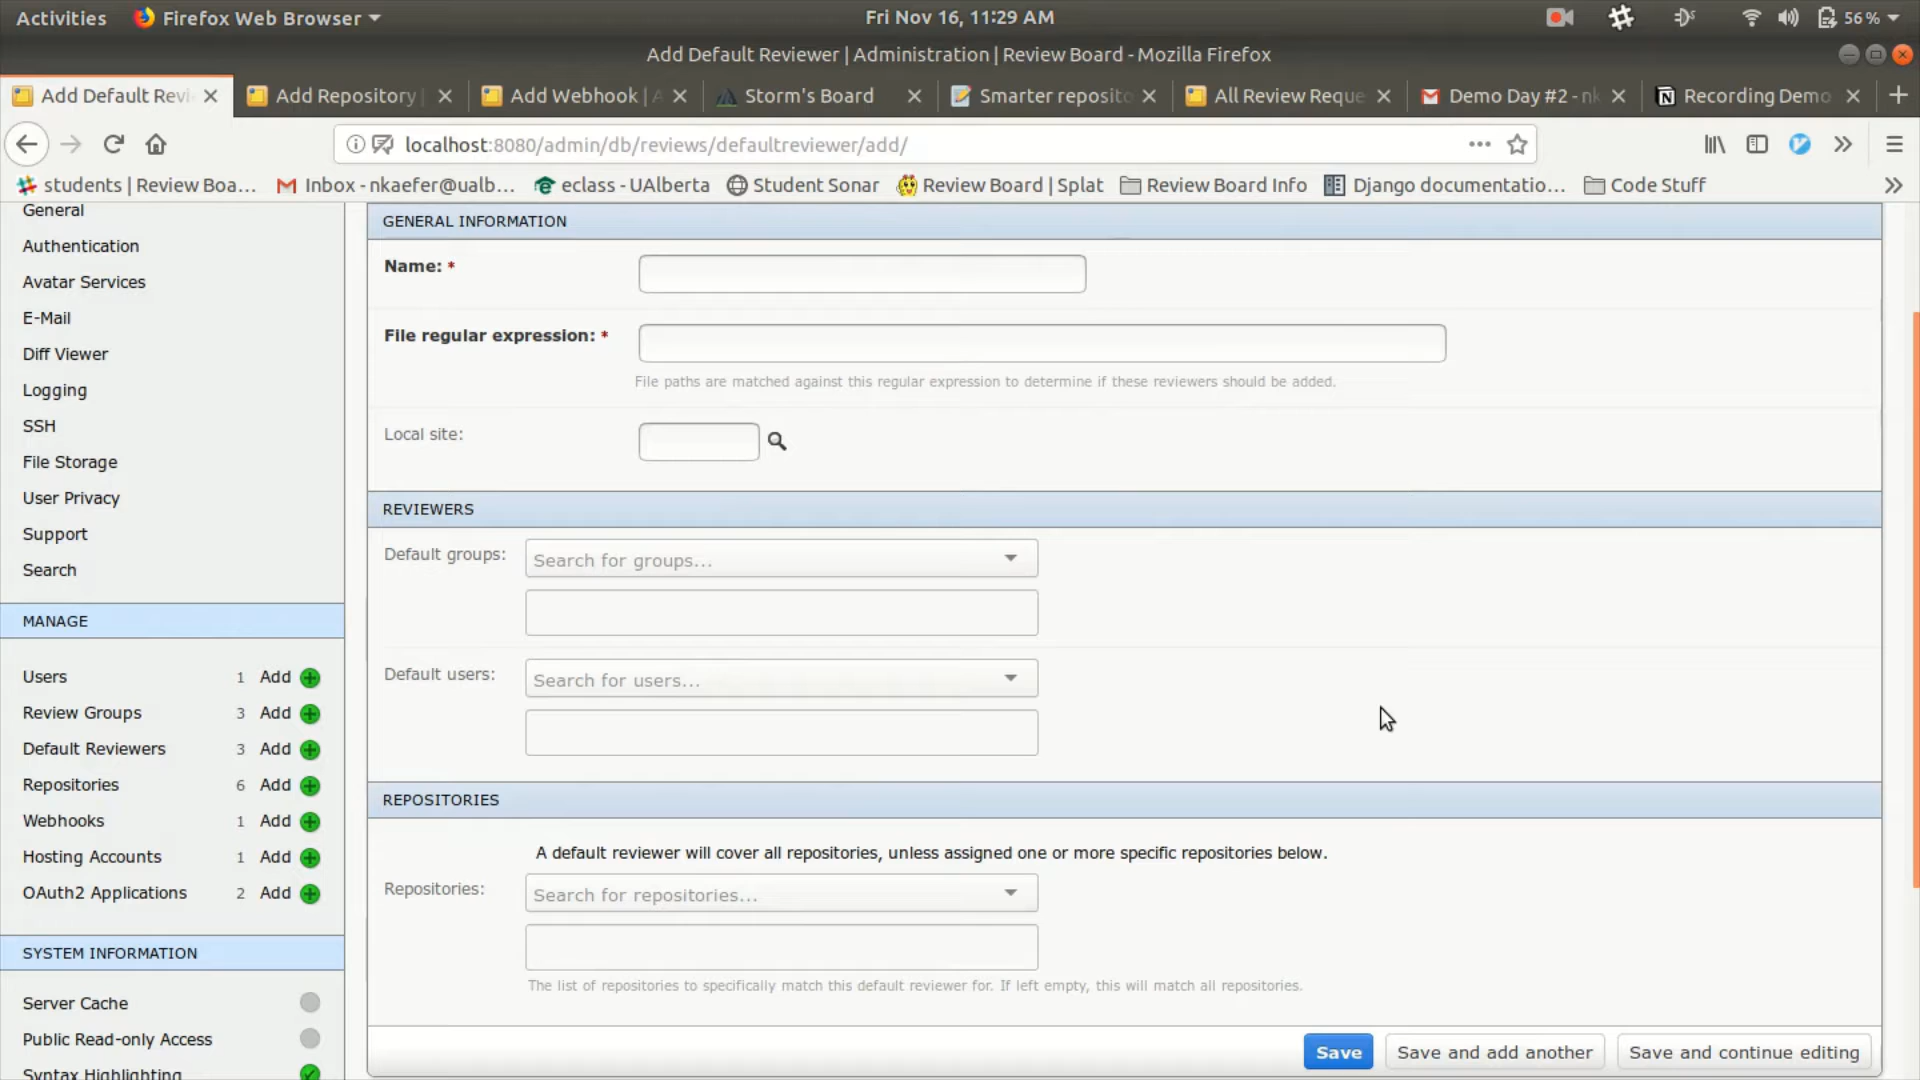 Activities Firefox Web Browser Fri Nov 16, 11:29 AM 56 %
Add Default Reviewer | Administration | Review Board - Mozilla Firefox
Add Default Revi Add Repository | Add Webhook | A Storm's Board Smarter reposito All Review Reque Demo Day #2 - nk Recording Demo
localhost:8080/admin/db/reviews/defaultreviewer/add/
students | Review Boa... Inbox - nkaefer@ualb... eclass - UAlberta Student Sonar Review Board | Splat Review Board Info Django documentatio... Code Stuff
General
Authentication
Avatar Services
E-Mail
Diff Viewer
Logging
SSH
File Storage
User Privacy
Support
Search
MANAGE
Users 1 Add
Review Groups 3 Add
Default Reviewers 3 Add
Repositories 6 Add
Webhooks 1 Add
Hosting Accounts 1 Add
OAuth2 Applications 2 Add
SYSTEM INFORMATION
Server Cache
Public Read-only Access
Syntax Highlighting
GENERAL INFORMATION
Name: *
File regular expression: *
File paths are matched against this regular expression to determine if these reviewers should be added.
Local site:
REVIEWERS
Default groups: Search for groups...
Default users: Search for users...
REPOSITORIES
A default reviewer will cover all repositories, unless assigned one or more specific repositories below.
Repositories: Search for repositories...
The list of repositories to specifically match this default reviewer for. If left empty, this will match all repositories.
Save Save and add another Save and continue editing